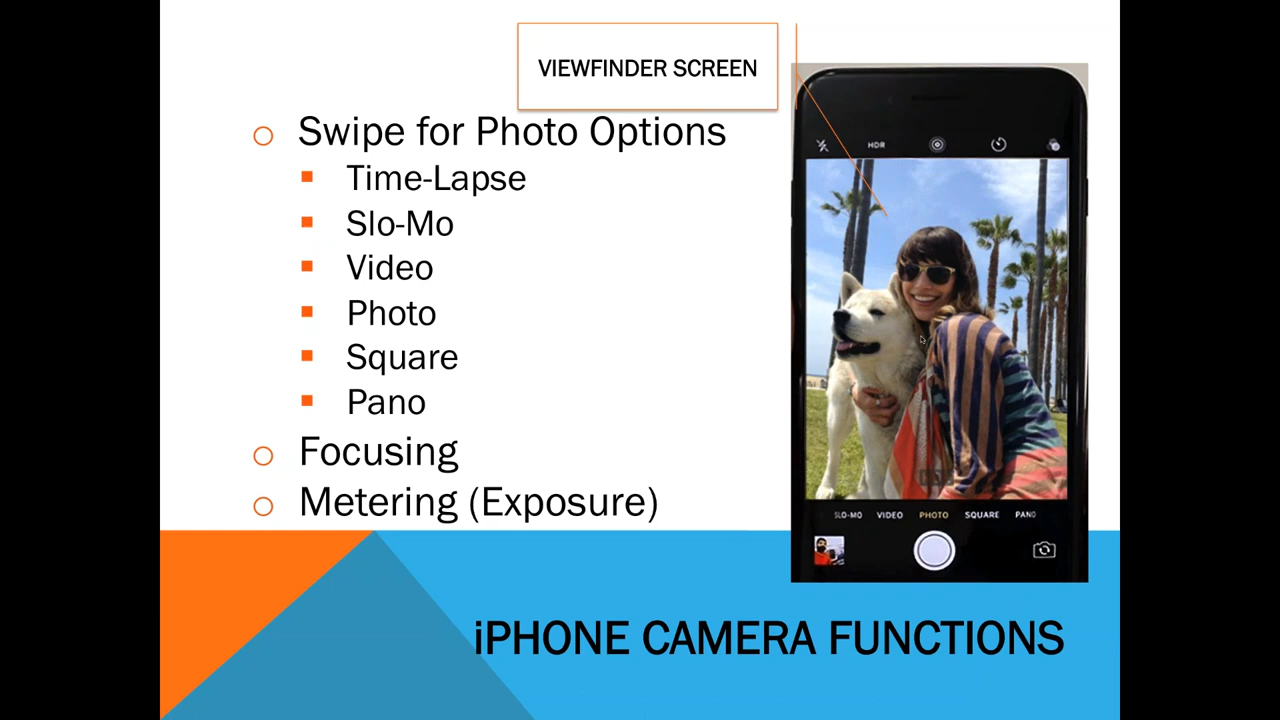 VIEWFINDER SCREEN
Swipe for Photo Options
Time-Lapse
Slo-Mo
Video
Photo
Square
Pano
Focusing
Metering (Exposure)
HDR
SLO-MO VIDEO PHOTO SQUARE PANO
iPHONE CAMERA FUNCTIONS